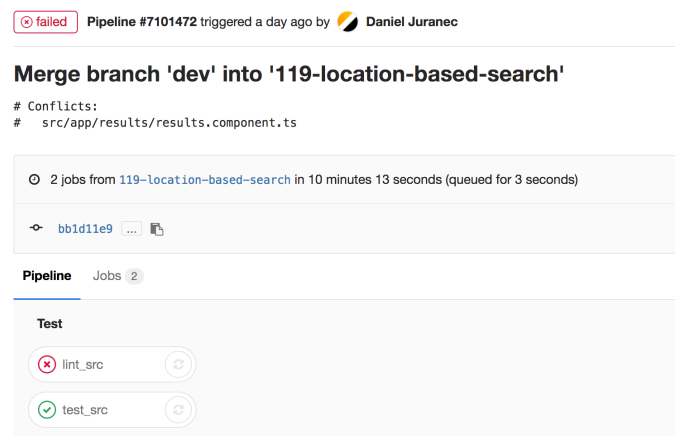 failed Pipeline #7101472 triggered a day ago by Daniel Juranec
Merge branch 'dev' into '119-location-based-search'
# Conflicts:
#   src/app/results/results.component.ts
2 jobs from 119-location-based-search in 10 minutes 13 seconds (queued for 3 seconds)
bb1d11e9 ...
Pipeline Jobs 2
Test
lint_src
test_src